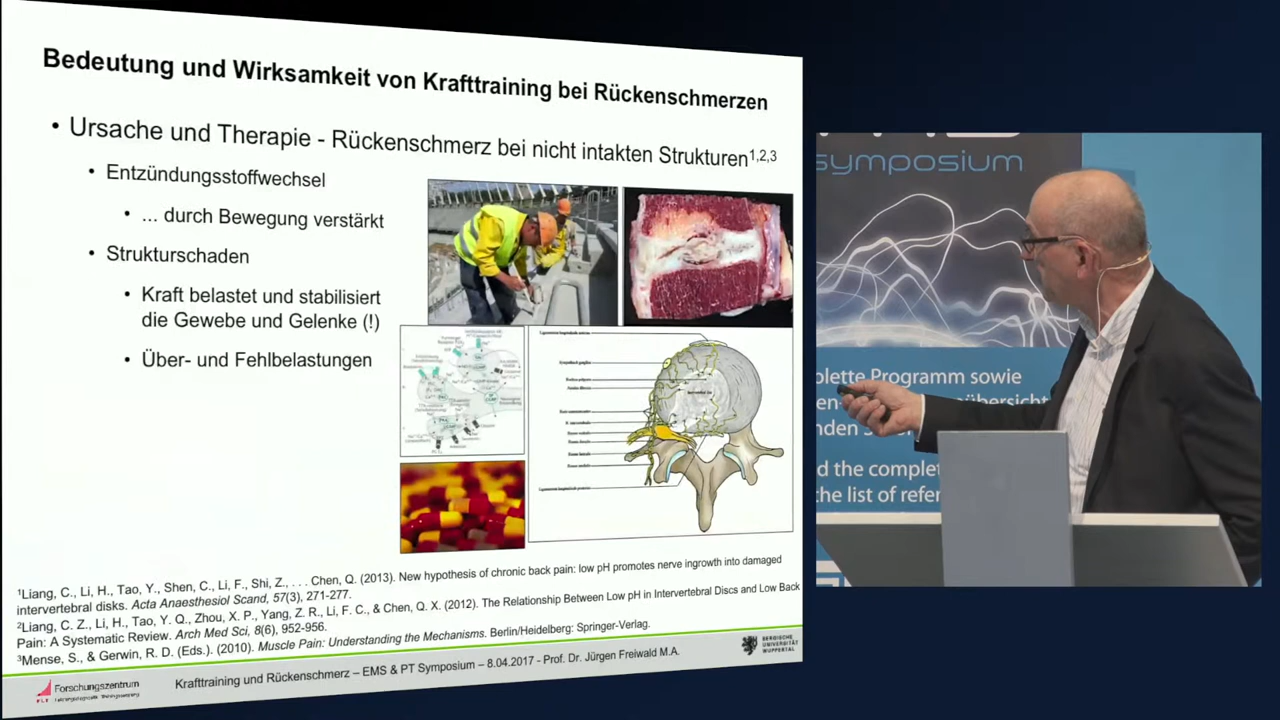 Bedeutung und Wirksamkeit von Krafttraining bei Rückenschmerzen
• Ursache und Therapie - Rückenschmerz bei nicht intakten Strukturen1,2,3
• Entzündungsstoffwechsel
• ... durch Bewegung verstärkt
• Strukturschaden
• Kraft belastet und stabilisiert
die Gewebe und Gelenke (!)
• Über- und Fehlbelastungen
1Liang, C., Li, H., Tao, Y., Shen, C., Li, F., Shi, Z., . . . Chen, Q. (2013). New hypothesis of chronic back pain: low pH promotes nerve ingrowth into damaged
intervertebral disks. Acta Anaesthesiol Scand, 57(3), 271-277.
2Liang, C. Z., Li, H., Tao, Y. Q., Zhou, X. P., Yang, Z. R., Li, F. C., & Chen, Q. X. (2012). The Relationship Between Low pH in Intervertebral Discs and Low Back
Pain: A Systematic Review. Arch Med Sci, 8(6), 952-956.
3Mense, S., & Gerwin, R. D. (Eds.). (2010). Muscle Pain: Understanding the Mechanisms. Berlin/Heidelberg: Springer-Verlag.
Forschungszentrum
Krafttraining und Rückenschmerz – EMS & PT Symposium – 8.04.2017 - Prof. Dr. Jürgen Freiwald M.A.
BERGISCHE
UNIVERSITÄT
WUPPERTAL
symposium
olette Programm sowie
en-
übersicht
nden
d the complet
the list of refer